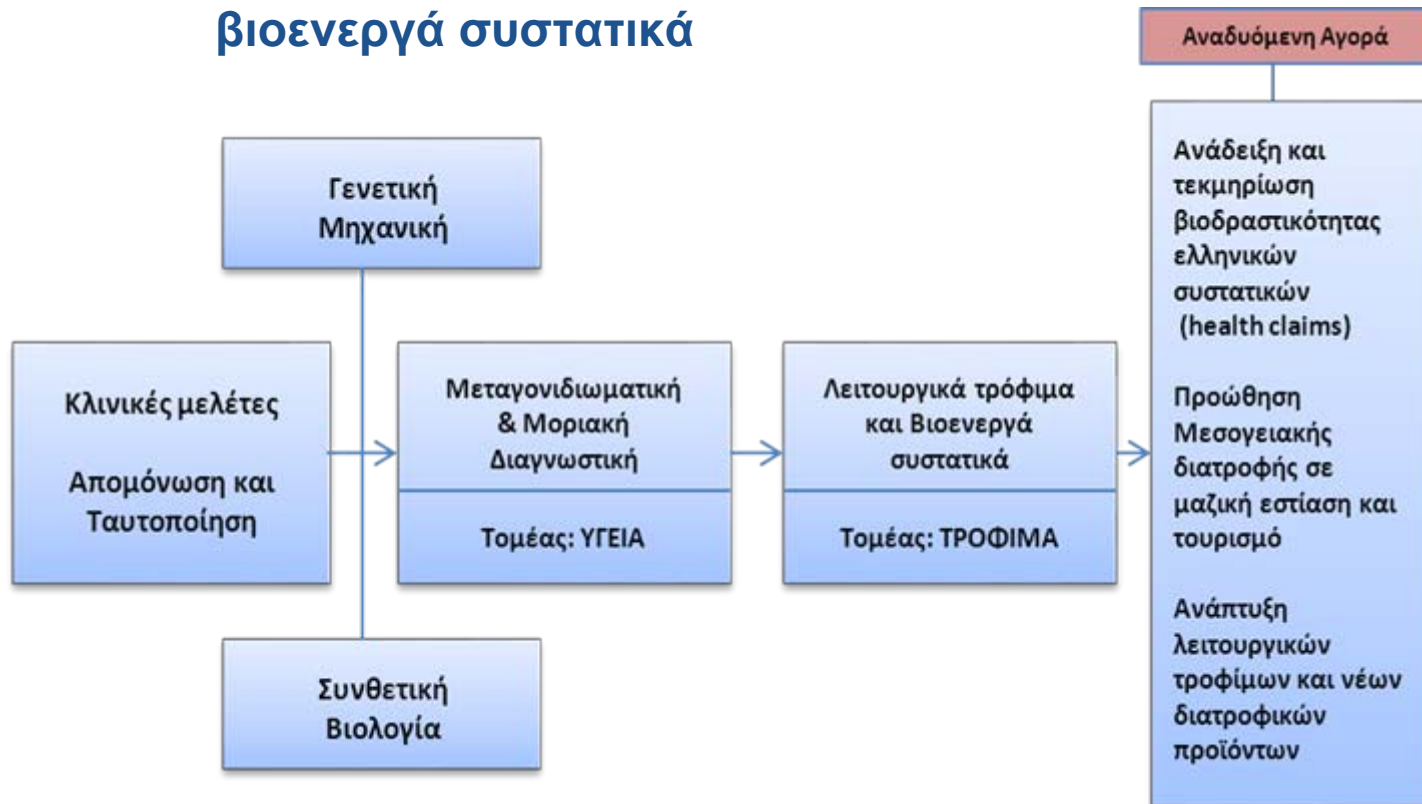 βιοενεργά συστατικά
Αναδυόμενη Αγορά
Γενετική
Μηχανική
Κλινικές μελέτες
Απομόνωση και
Ταυτοποίηση
Μεταγονιδιωματική
& Μοριακή
Διαγνωστική
Τομέας: ΥΓΕΙΑ
Λειτουργικά τρόφιμα
και Βιοενεργά
συστατικά
Τομέας: ΤΡΟΦΙΜΑ
Συνθετική
Βιολογία
Ανάδειξη και
τεκμηρίωση
βιοδραστικότητας
ελληνικών
συστατικών
(health claims)
Προώθηση
Μεσογειακής
διατροφής σε
μαζική εστίαση και
τουρισμό
Ανάπτυξη
λειτουργικών
τροφίμων και νέων
διατροφικών
προϊόντων